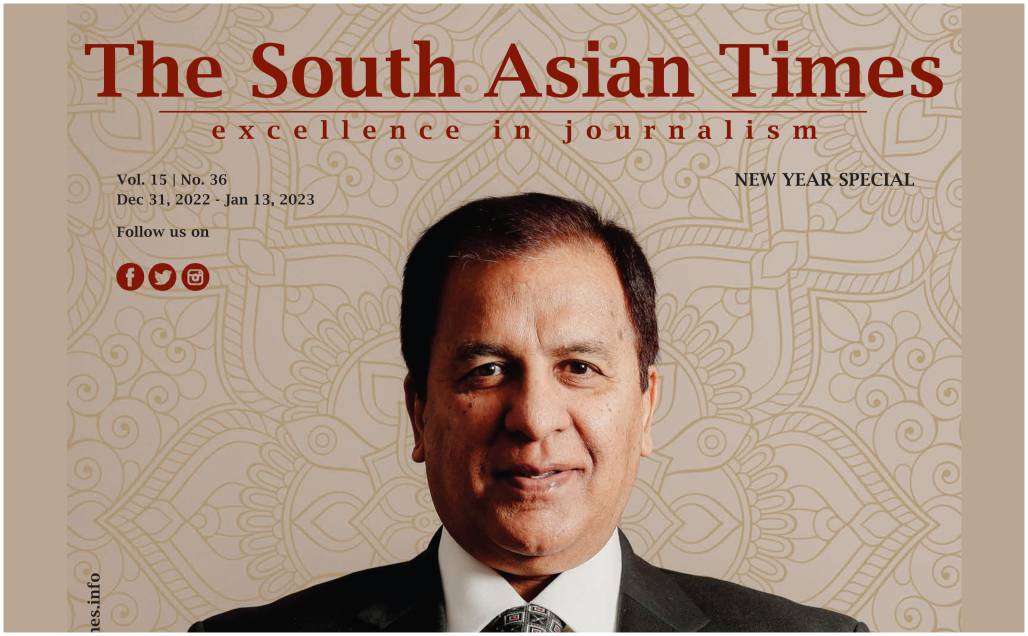 The South Asian Times
excellence in journalism
Vol. 15 | No. 36
Dec 31, 2022 - Jan 13, 2023
NEW YEAR SPECIAL
Follow us on